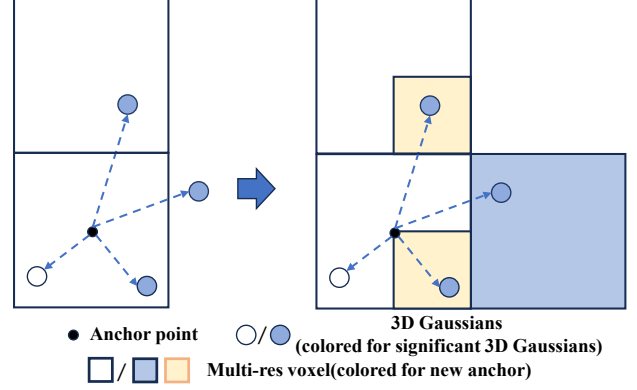 3D Gaussians
Anchor point
/
(colored for significant 3D Gaussians)
/
Multi-res voxel(colored for new anchor)